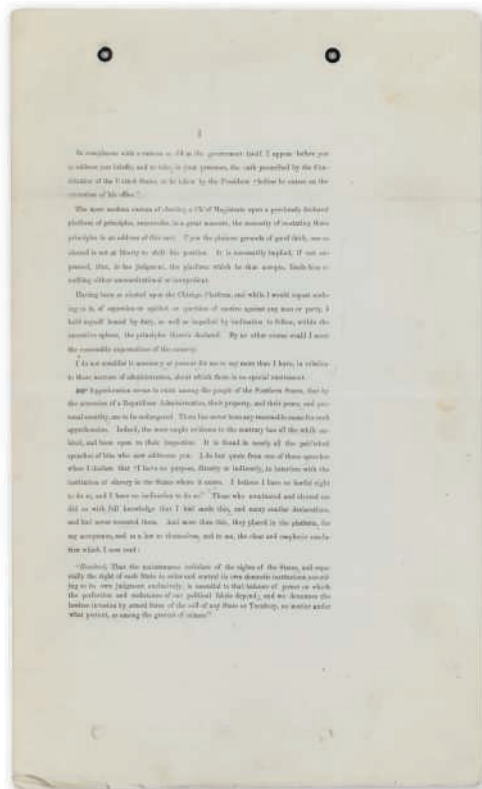 1
In compliance with a custom as old as the government itself, I appear before you
to address you briefly, and to take, in your presence, the oath prescribed by the Con-
stitution of the United States, to be taken by the President "before he enters on the
execution of his office."
The more modern custom of electing a Chief Magistrate upon a previously declared
platform of principles, supercedes, in a great measure, the necessity of restating those
principles in an address of this sort. Upon the plainest grounds of good faith, one so
elected is not at liberty to shift his position. It is necessarily implied, if not ex-
pressed, that, in his judgment, the platform which he thus accepts, binds him to
nothing either unconstitutional or inexpedient.
Having been so elected upon the Chicago Platform, and while I would repeat noth-
ing in it, of aspersion or epithet or question of motive against any man or party, I
hold myself bound by duty, as well as impelled by inclination to follow, within the
executive sphere, the principles therein declared. By no other course could I meet
the reasonable expectations of the country.
I do not consider it necessary at present for me to say more than I have, in relation
to those matters of administration, about which there is no special excitement.
Apprehension seems to exist among the people of the Southern States, that by
the accession of a Republican Administration, their property, and their peace, and per-
sonal security, are to be endangered. There has never been any reasonable cause for such
apprehension. Indeed, the most ample evidence to the contrary has all the while ex-
isted, and been open to their inspection. It is found in nearly all the published
speeches of him who now addresses you. I do but quote from one of those speeches
when I declare that "I have no purpose, directly or indirectly, to interfere with the
institution of slavery in the States where it exists. I believe I have no lawful right
to do so, and I have no inclination to do so." Those who nominated and elected me
did so with full knowledge that I had made this, and many similar declarations,
and had never recanted them. And more than this, they placed in the platform, for
my acceptance, and as a law to themselves, and to me, the clear and emphatic resolu-
tion which I now read:
"Resolved, That the maintenance inviolate of the rights of the States, and espe-
cially the right of each State to order and control its own domestic institutions accord-
ing to its own judgment exclusively, is essential to that balance of power on which
the perfection and endurance of our political fabric depend; and we denounce the
lawless invasion by armed force of the soil of any State or Territory, no matter under
what pretext, as among the gravest of crimes."